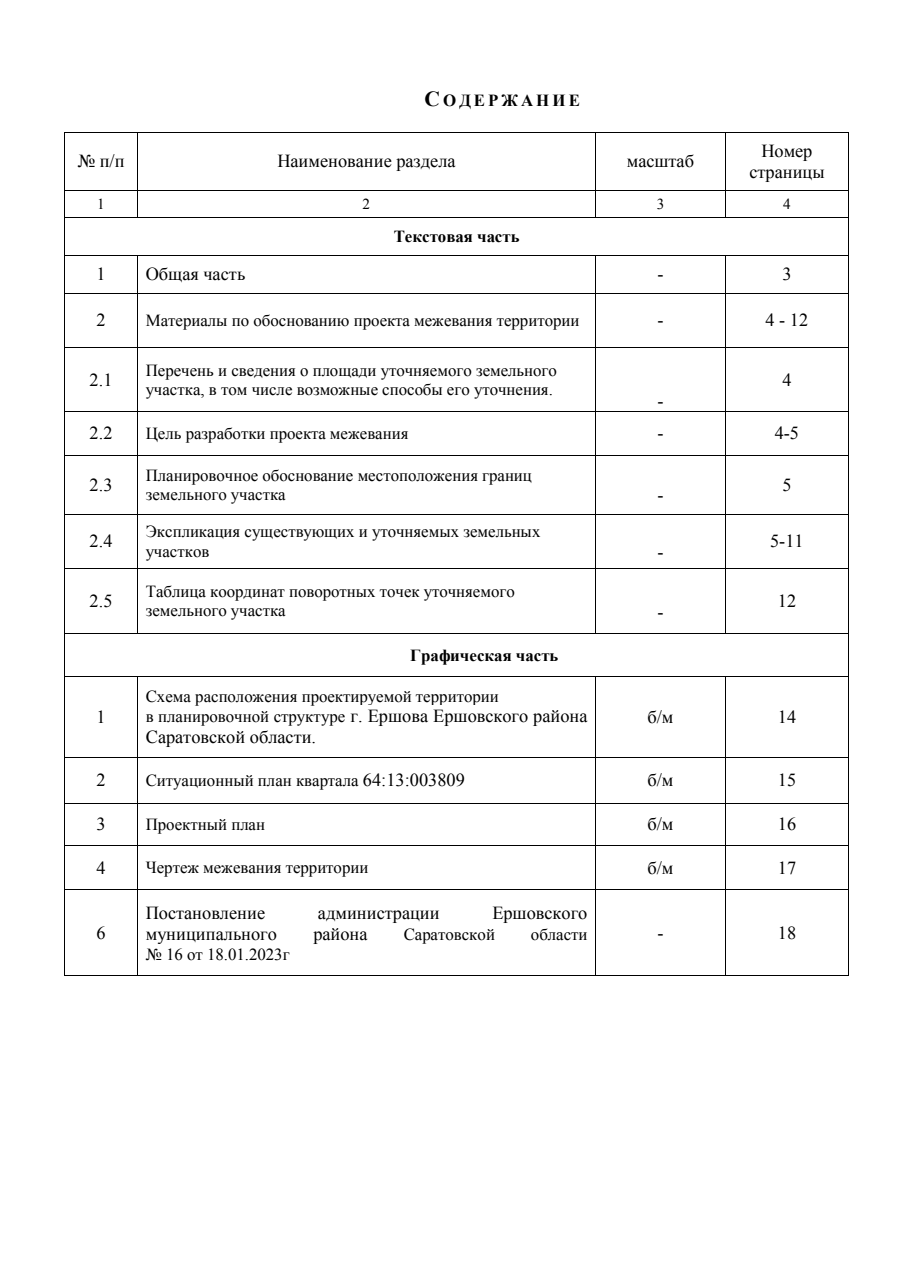 СОДЕРЖАНИЕ
№ п/п Наименование раздела масштаб Номер страницы
1 2 3 4
Текстовая часть
1 Общая часть - 3
2 Материалы по обоснованию проекта межевания территории - 4 - 12
2.1 Перечень и сведения о площади уточняемого земельного
участка, в том числе возможные способы его уточнения. - 4
2.2 Цель разработки проекта межевания - 4-5
2.3 Планировочное обоснование местоположения границ
земельного участка - 5
2.4 Экспликация существующих и уточняемых земельных
участков - 5-11
2.5 Таблица координат поворотных точек уточняемого
земельного участка - 12
Графическая часть
1 Схема расположения проектируемой территории
в планировочной структуре г. Ершова Ершовского района
Саратовской области. б/м 14
2 Ситуационный план квартала 64:13:003809 б/м 15
3 Проектный план б/м 16
4 Чертеж межевания территории б/м 17
6 Постановление администрации Ершовского
муниципального района Саратовской области
№ 16 от 18.01.2023г - 18